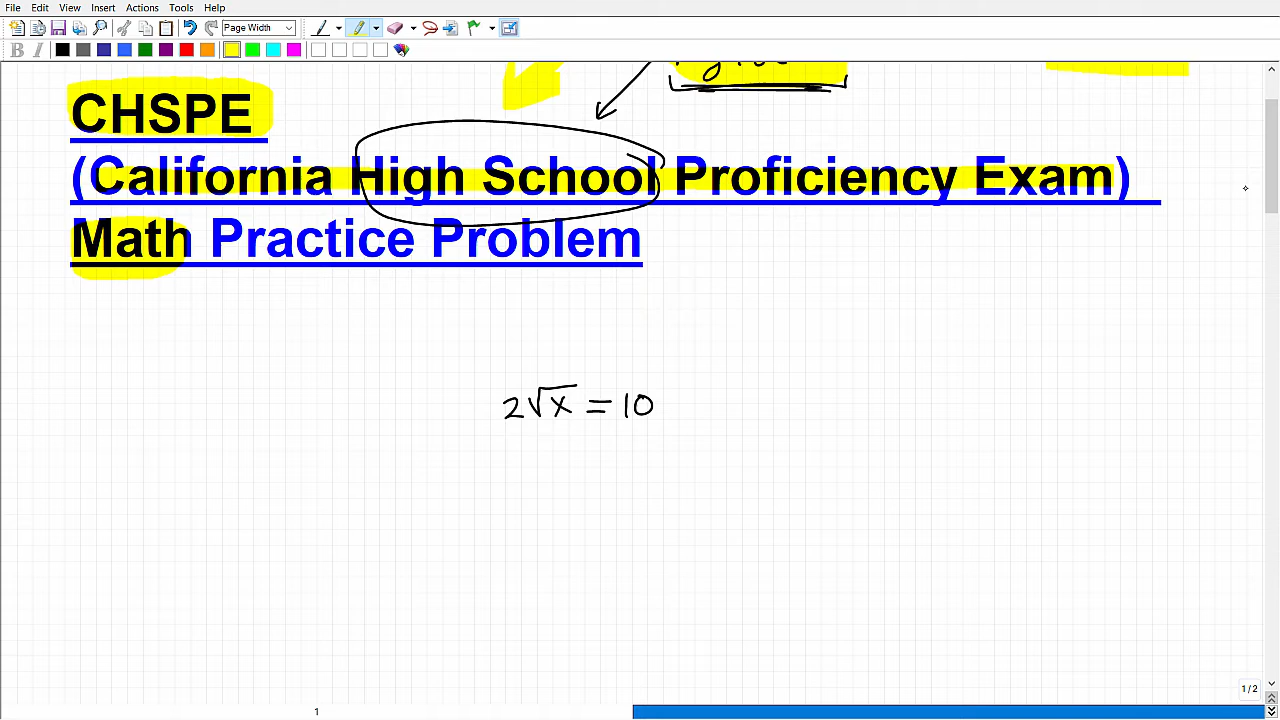 File Edit View Insert Actions Tools Help
Page Width
B I
CHSPE
(California High School Proficiency Exam)
Math Practice Problem
2√x = 10
1/2
1